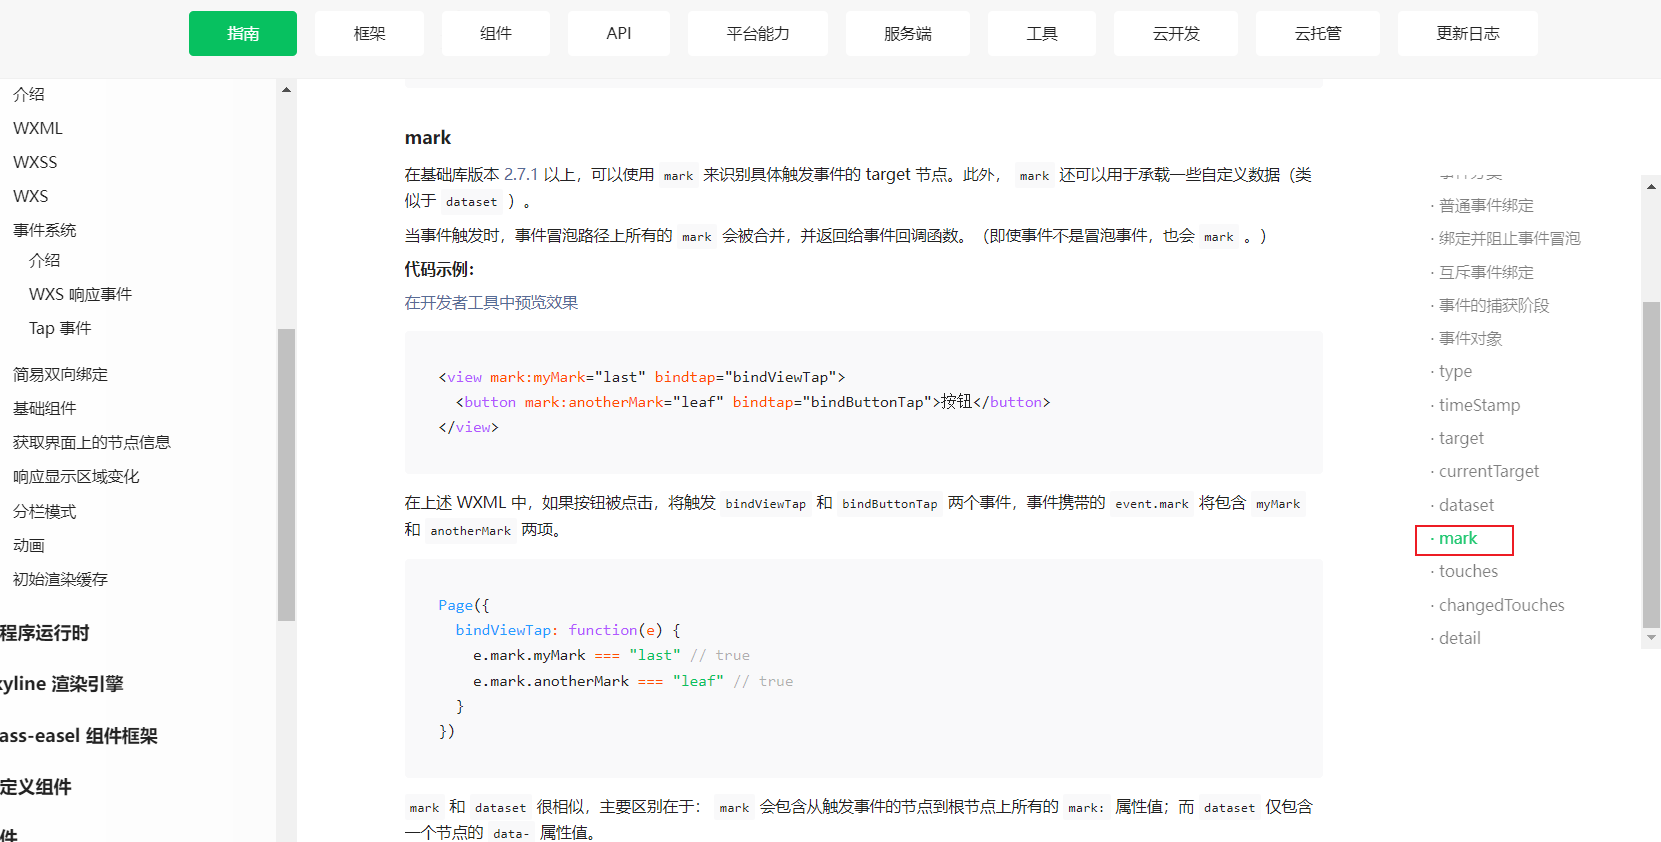 指南
框架
组件
API
平台能力
服务端
工具
云开发
云托管
更新日志
介绍
WXML
WXSS
WXS
事件系统
介绍
WXS 响应事件
Tap 事件
简易双向绑定
基础组件
获取界面上的节点信息
响应显示区域变化
分栏模式
动画
初始渲染缓存
程序运行时
kyline 渲染引擎
ass-easel 组件框架
定义组件
件
mark
在基础库版本 2.7.1 以上，可以使用 mark 来识别具体触发事件的 target 节点。此外， mark 还可以用于承载一些自定义数据（类
似于 dataset ）。
当事件触发时，事件冒泡路径上所有的 mark 会被合并，并返回给事件回调函数。（即使事件不是冒泡事件，也会 mark 。）
代码示例：
在开发者工具中预览效果
<view mark:myMark="last" bindtap="bindViewTap">
<button mark:anotherMark="leaf" bindtap="bindButtonTap">按钮</button>
</view>
在上述 WXML 中，如果按钮被点击，将触发 bindViewTap 和 bindButtonTap 两个事件，事件携带的 event.mark 将包含 myMark
和 anotherMark 两项。
Page({
bindViewTap: function(e) {
e.mark.myMark === "last" // true
e.mark.anotherMark === "leaf" // true
}
})
mark 和 dataset 很相似，主要区别在于： mark 会包含从触发事件的节点到根节点上所有的 mark: 属性值；而 dataset 仅包含
一个节点的 data- 属性值。
· 事件分类
· 普通事件绑定
· 绑定并阻止事件冒泡
· 互斥事件绑定
· 事件的捕获阶段
· 事件对象
· type
· timeStamp
· target
· currentTarget
· dataset
· mark
· touches
· changedTouches
· detail